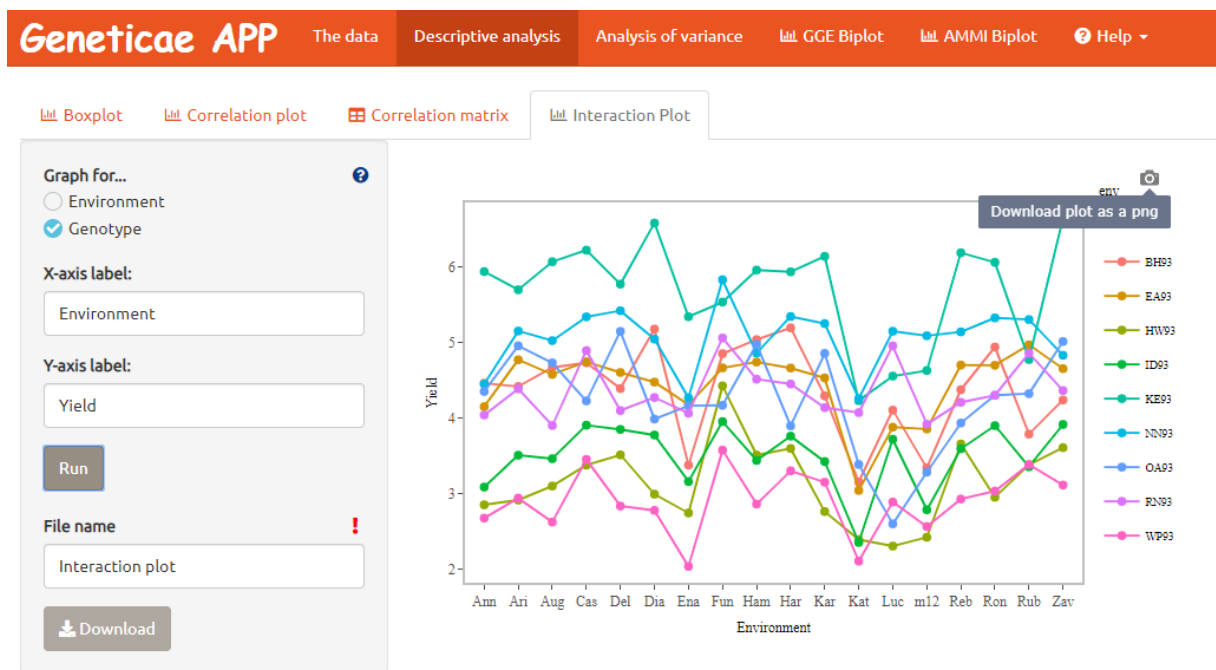 Geneticae APP The data Descriptive analysis Analysis of variance GGE Biplot AMMI Biplot Help
Boxplot Correlation plot Correlation matrix Interaction Plot
Graph for...
Environment
Genotype
X-axis label:
Environment
Y-axis label:
Yield
Run
File name !
Interaction plot
Download
env
Download plot as a png
BH93
EA93
HW93
ID93
KE93
NN93
OA93
RN93
WP93
Yield
6
5
4
3
2
Ann Ari Aug Cas Del Dia Ena Fun Ham Har Kar Kat Luc m12 Reb Ron Rub Zav
Environment